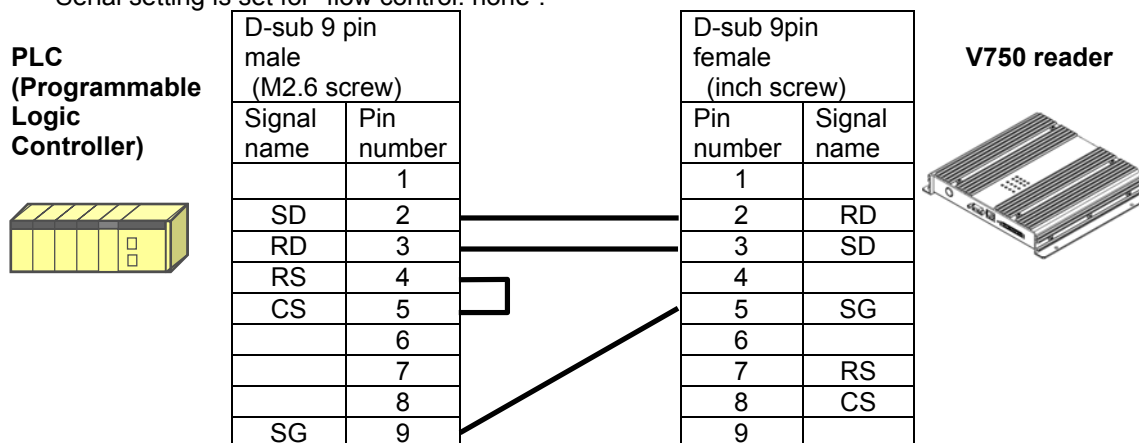 Serial setting is set for "flow control: none".
PLC
(Programmable
Logic
Controller)
D-sub 9 pin
male
(M2.6 screw)
Signal name Pin number
1
SD 2
RD 3
RS 4
CS 5
6
7
8
SG 9
D-sub 9pin
female
(inch screw)
Pin number Signal name
1
2 RD
3 SD
4
5 SG
6
7 RS
8 CS
9
V750 reader